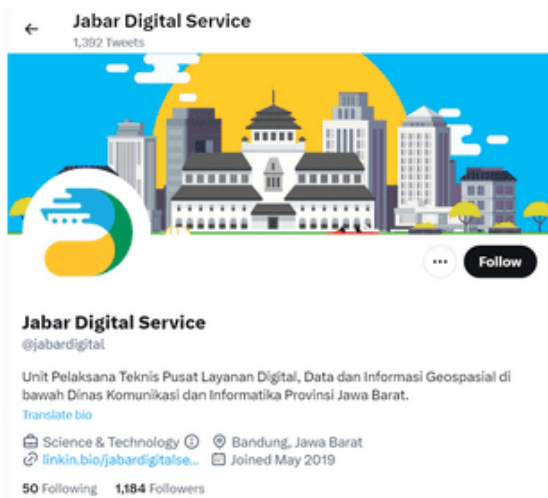 Jabar Digital Service
1,392 Tweets
Follow
Jabar Digital Service
@jabardigital
Unit Pelaksana Teknis Pusat Layanan Digital, Data dan Informasi Geospasial di
bawah Dinas Komunikasi dan Informatika Provinsi Jawa Barat.
Translate bio
Science & Technology Bandung, Jawa Barat
linkin.bio/jabardigitalse... Joined May 2019
50 Following 1,184 Followers